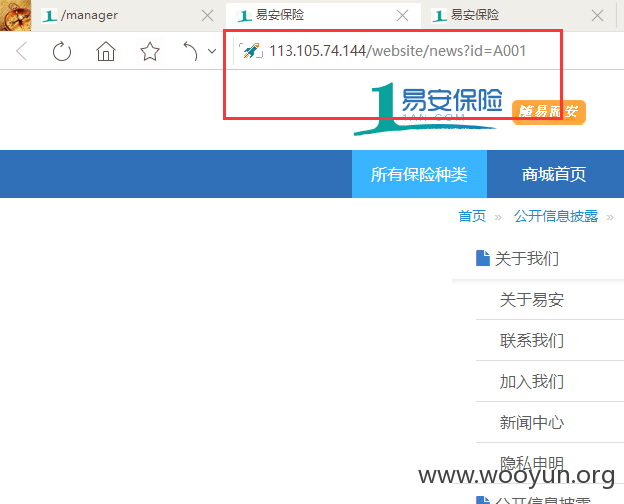 /manager
易安保险
易安保险
113.105.74.144/website/news?id=A001
易安保险
1AN.COM
随易而安
所有保险种类
商城首页
首页 » 公开信息披露 »
关于我们
关于易安
联系我们
加入我们
新闻中心
隐私申明
www.wooyun.org
公开信息披露